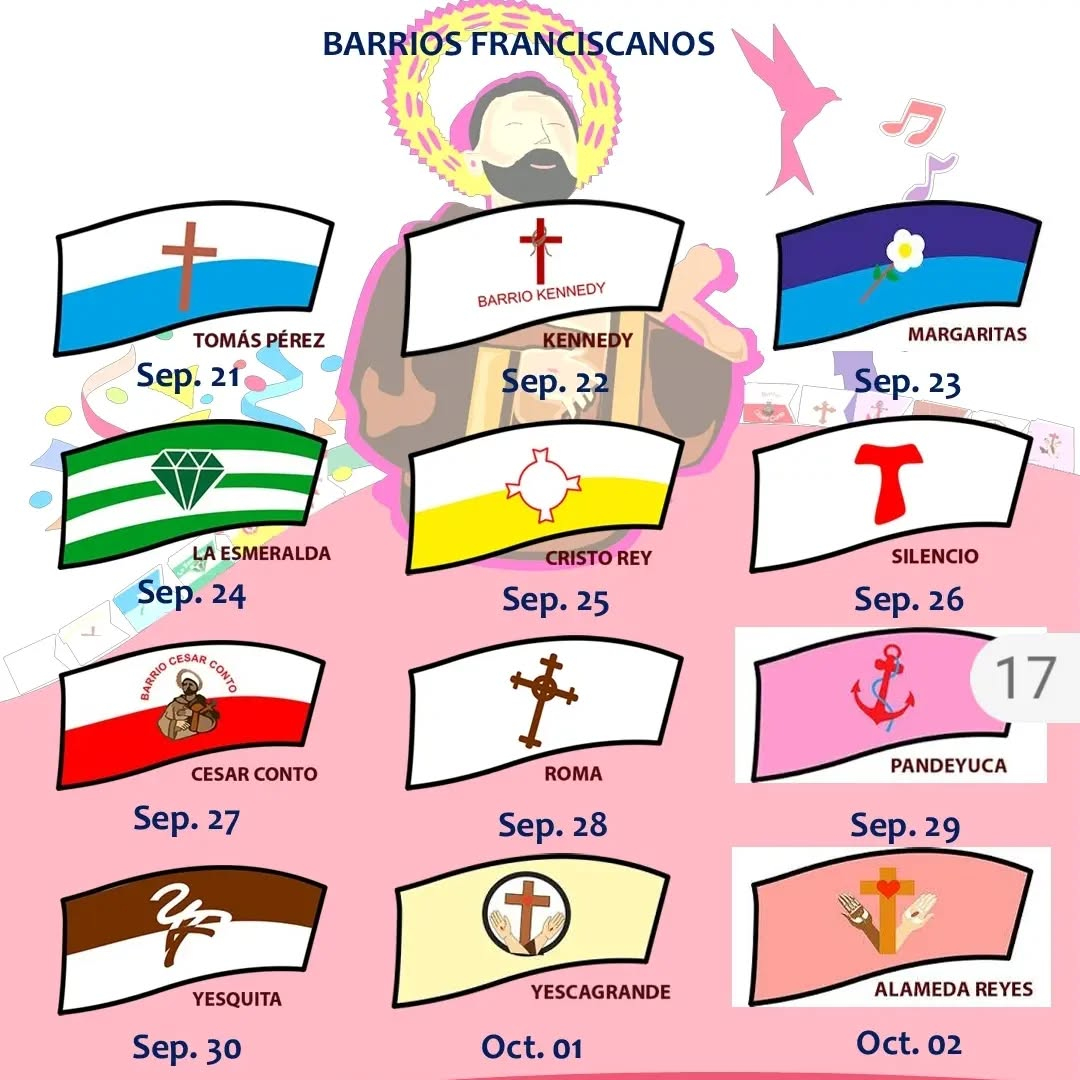 BARRIOS FRANCISCANOS
BARRIO KENNEDY
TOMÁS PÉREZ
KENNEDY
MARGARITAS
Sep. 21
Sep. 22
Sep. 23
LA ESMERALDA
CRISTO REY
SILENCIO
Sep. 24
Sep. 25
Sep. 26
BARRIO CESAR CONTO
17
CESAR CONTO
ROMA
PANDEYUCA
Sep. 27
Sep. 28
Sep. 29
YF
YESQUITA
YESCAGRANDE
ALAMEDA REYES
Sep. 30
Oct. 01
Oct. 02